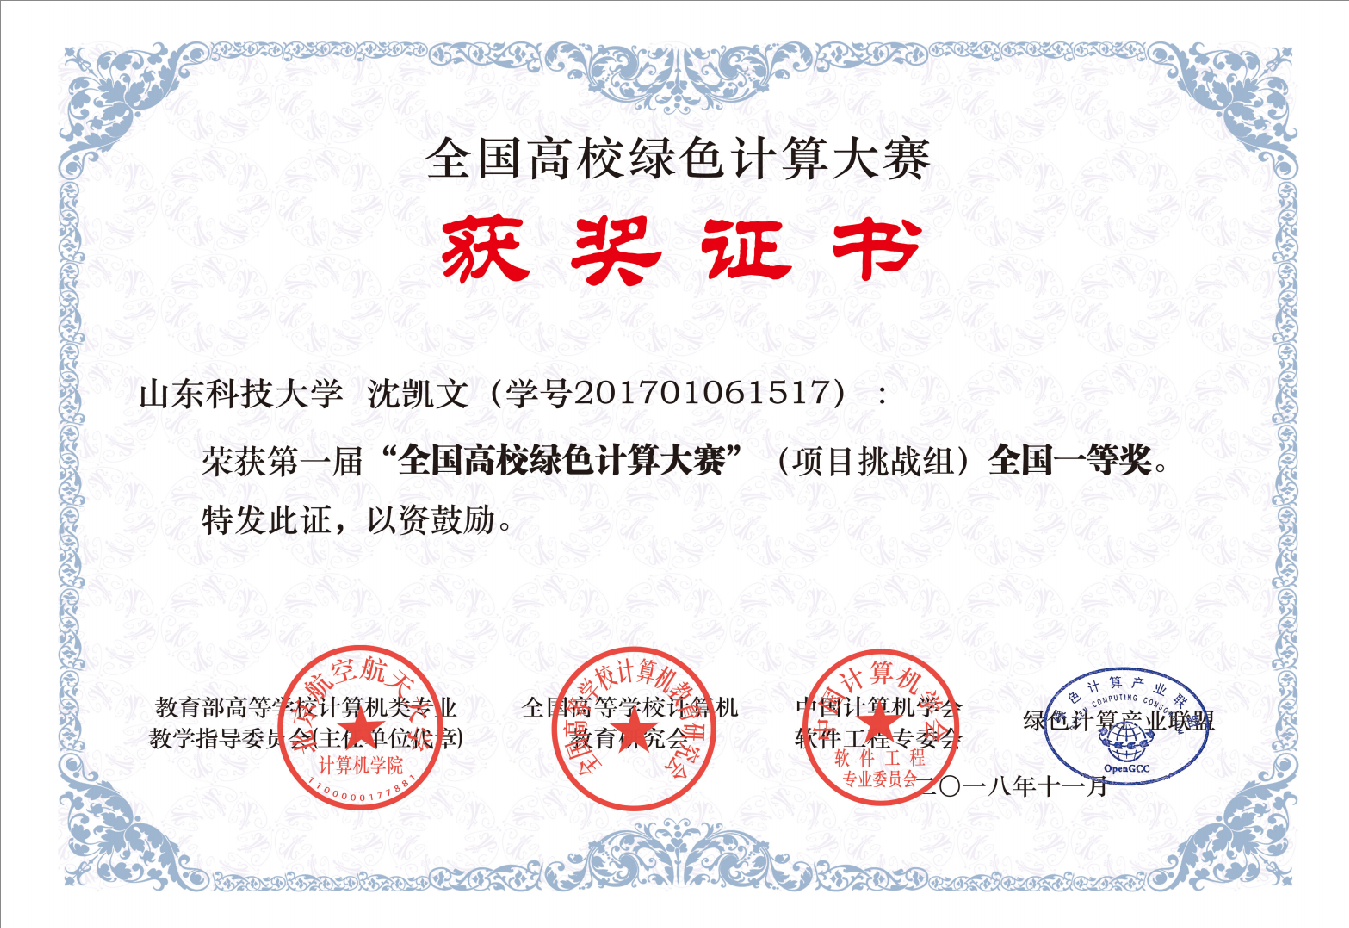 全国高校绿色计算大赛
获奖证书
山东科技大学 沈凯文（学号201701061517）：
荣获第一届“全国高校绿色计算大赛”（项目挑战组）全国一等奖。
特发此证，以资鼓励。
教育部高等学校计算机类专业
教学指导委员会(主任单位代章)
北京航空航天大学
计算机学院
全国高等学校计算机
教育研究会
全国高等学校计算机教育研究会
中国计算机学会
软件工程专委会
中国计算机学会
软件工程
专业委员会
绿色计算产业联盟
绿色计算产业联盟
GREEN COMPUTING CONSORTIUM
OpenGCC
二〇一八年十一月